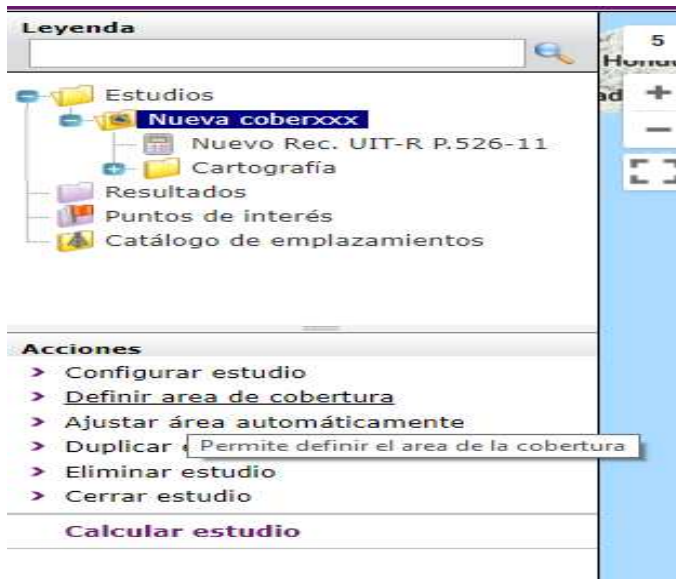 Leyenda
5
Estudios
Nueva coberxxx
Nuevo Rec. UIT-R P.526-11
Cartografía
Resultados
Puntos de interés
Catálogo de emplazamientos
Acciones
Configurar estudio
Definir area de cobertura
Ajustar área automáticamente
Duplicar
Permite definir el area de la cobertura
Eliminar estudio
Cerrar estudio
Calcular estudio